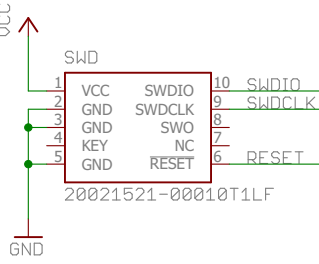 VCC
SWD
1 VCC SWDIO 10 SWDIO
2 GND SWDCLK 9 SWDCLK
3 GND SWO 8
4 KEY NC 7
5 GND RESET 6 RESET
20021521-00010T1LF
GND